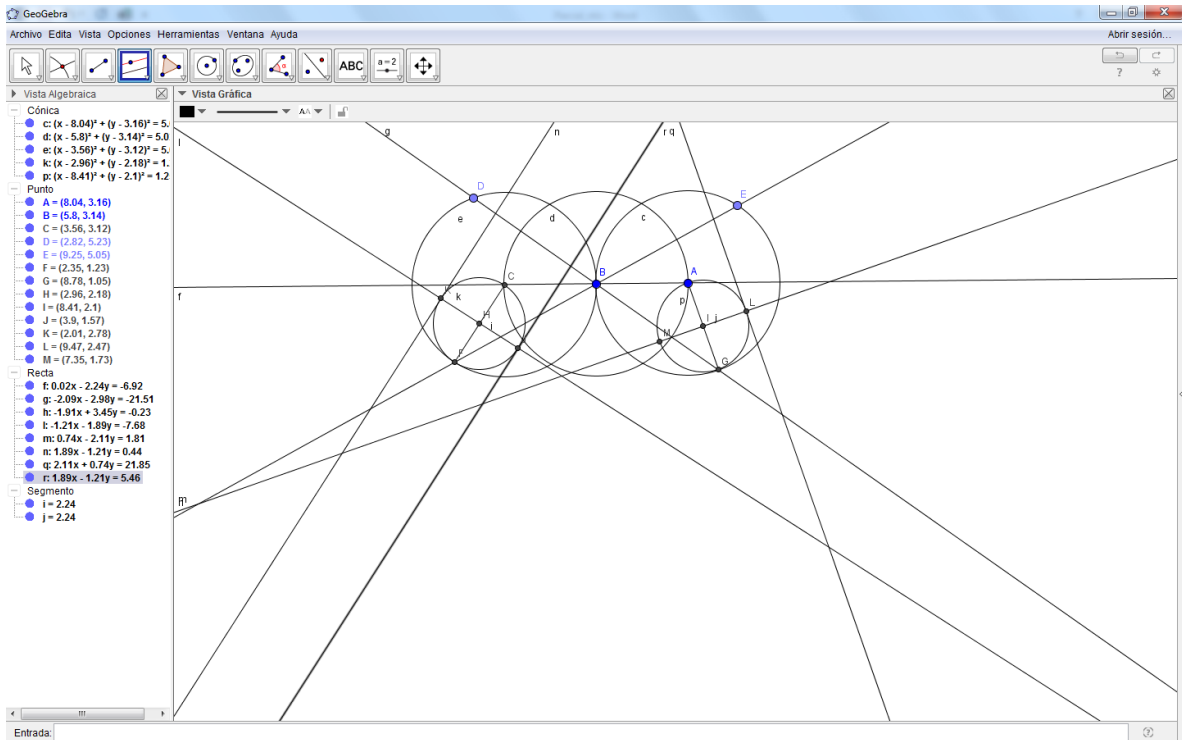 GeoGebra
Archivo Edita Vista Opciones Herramientas Ventana Ayuda
Abrir sesión...
ABC
a = 2
Vista Algebraica
Vista Gráfica
Cónica
c: (x - 8.04)² + (y - 3.16)² = 5.
d: (x - 5.8)² + (y - 3.14)² = 5.0
e: (x - 3.56)² + (y - 3.12)² = 5.
k: (x - 2.96)² + (y - 2.18)² = 1.
p: (x - 8.41)² + (y - 2.1)² = 1.2
Punto
A = (8.04, 3.16)
B = (5.8, 3.14)
C = (3.56, 3.12)
D = (2.82, 5.23)
E = (9.25, 5.05)
F = (2.35, 1.23)
G = (8.78, 1.05)
H = (2.96, 2.18)
I = (8.41, 2.1)
J = (3.9, 1.57)
K = (2.01, 2.78)
L = (9.47, 2.47)
M = (7.35, 1.73)
Recta
f: 0.02x - 2.24y = -6.92
g: -2.09x - 2.98y = -21.51
h: -1.91x + 3.45y = -0.23
l: -1.21x - 1.89y = -7.68
m: 0.74x - 2.11y = 1.81
n: 1.89x - 1.21y = 0.44
q: 2.11x + 0.74y = 21.85
r: 1.89x - 1.21y = 5.46
Segmento
i = 2.24
j = 2.24
AA
l
g
n
r q
D
E
e
d
c
C
B
A
K
k
p
f
H
i
I
j
L
M
F
G
Entrada: